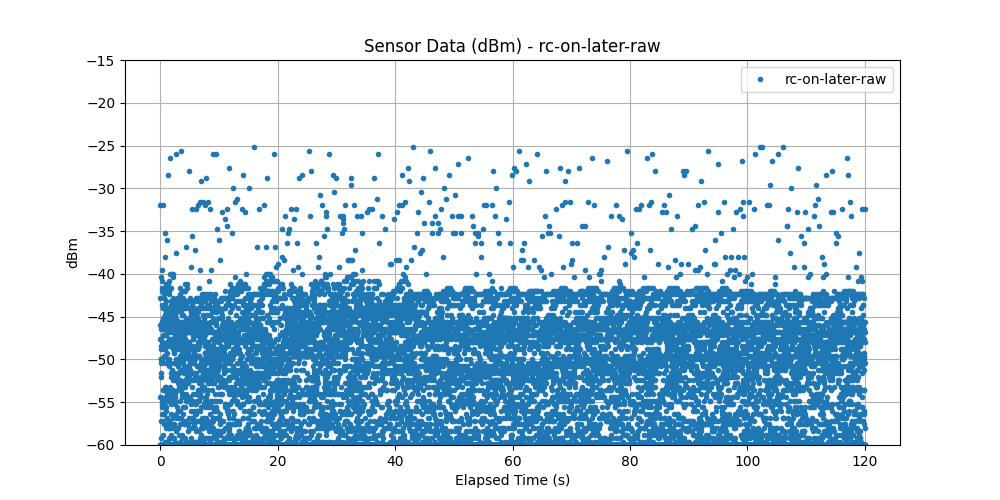 Sensor Data (dBm) - rc-on-later-raw
rc-on-later-raw
dBm
−15
−20
−25
−30
−35
−40
−45
−50
−55
−60
0 20 40 60 80 100 120
Elapsed Time (s)